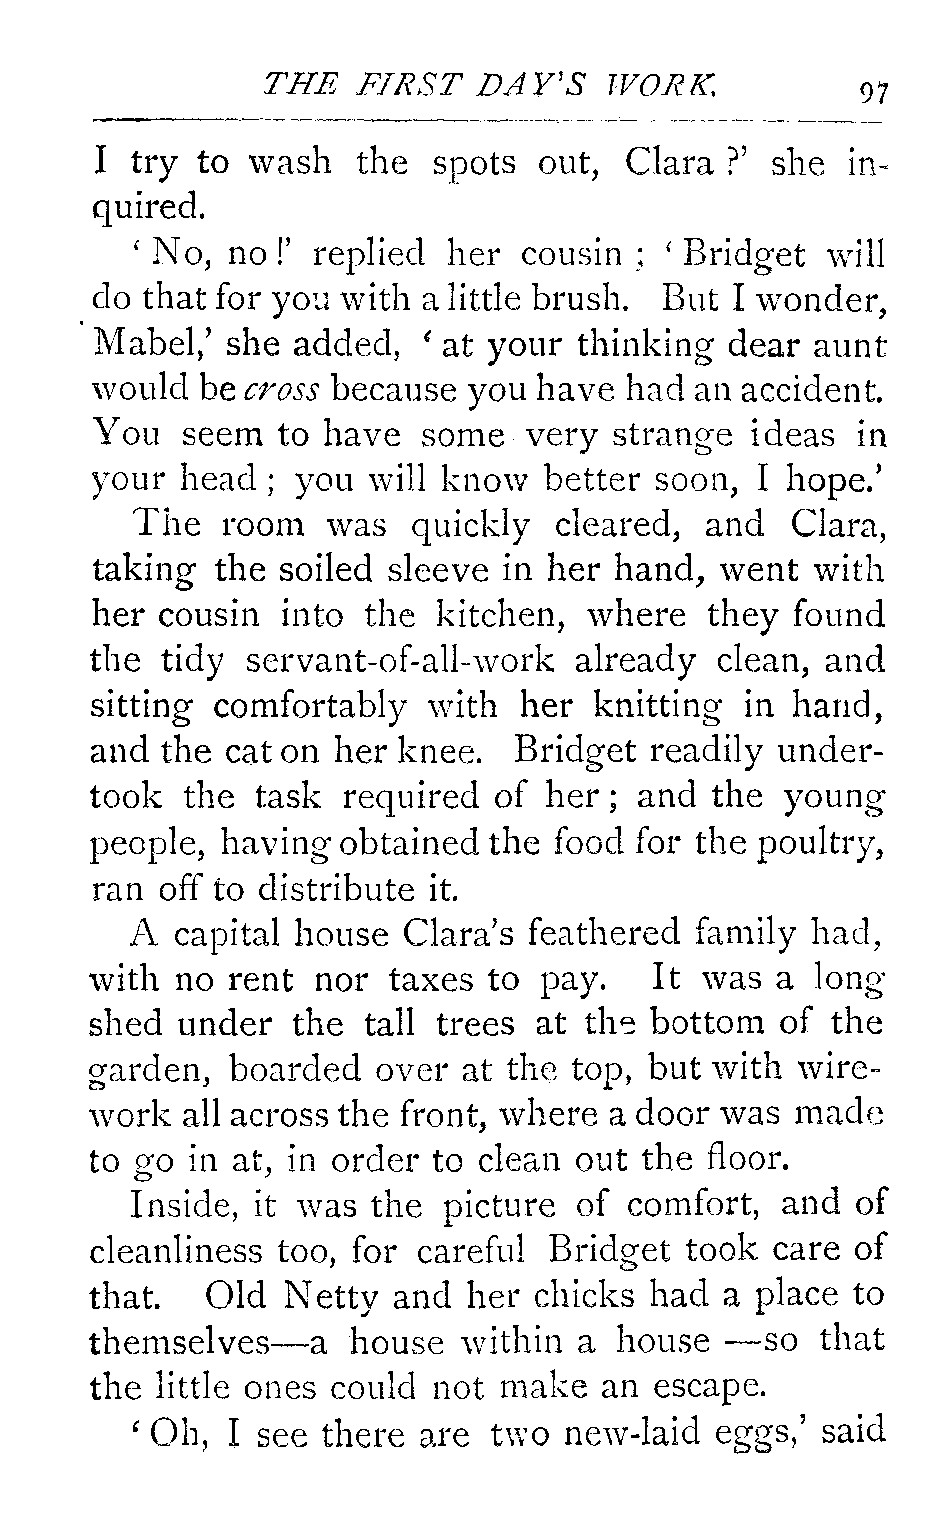 THE FIRST DAY'S WORK. 97
I try to wash the spots out, Clara ?' she in-
quired.
' No, no !' replied her cousin ; ' Bridget will
do that for you with a little brush. But I wonder,
Mabel,' she added, ' at your thinking dear aunt
would be cross because you have had an accident.
You seem to have some very strange ideas in
your head ; you will know better soon, I hope.'
The room was quickly cleared, and Clara,
taking the soiled sleeve in her hand, went with
her cousin into the kitchen, where they found
the tidy servant-of-all-work already clean, and
sitting comfortably with her knitting in hand,
and the cat on her knee. Bridget readily under-
took the task required of her ; and the young
people, having obtained the food for the poultry,
ran off to distribute it.
A capital house Clara's feathered family had,
with no rent nor taxes to pay. It was a long
shed under the tall trees at the bottom of the
garden, boarded over at the top, but with wire-
work all across the front, where a door was made
to go in at, in order to clean out the floor.
Inside, it was the picture of comfort, and of
cleanliness too, for careful Bridget took care of
that. Old Netty and her chicks had a place to
themselves—a house within a house —so that
the little ones could not make an escape.
' Oh, I see there are two new-laid eggs,' said